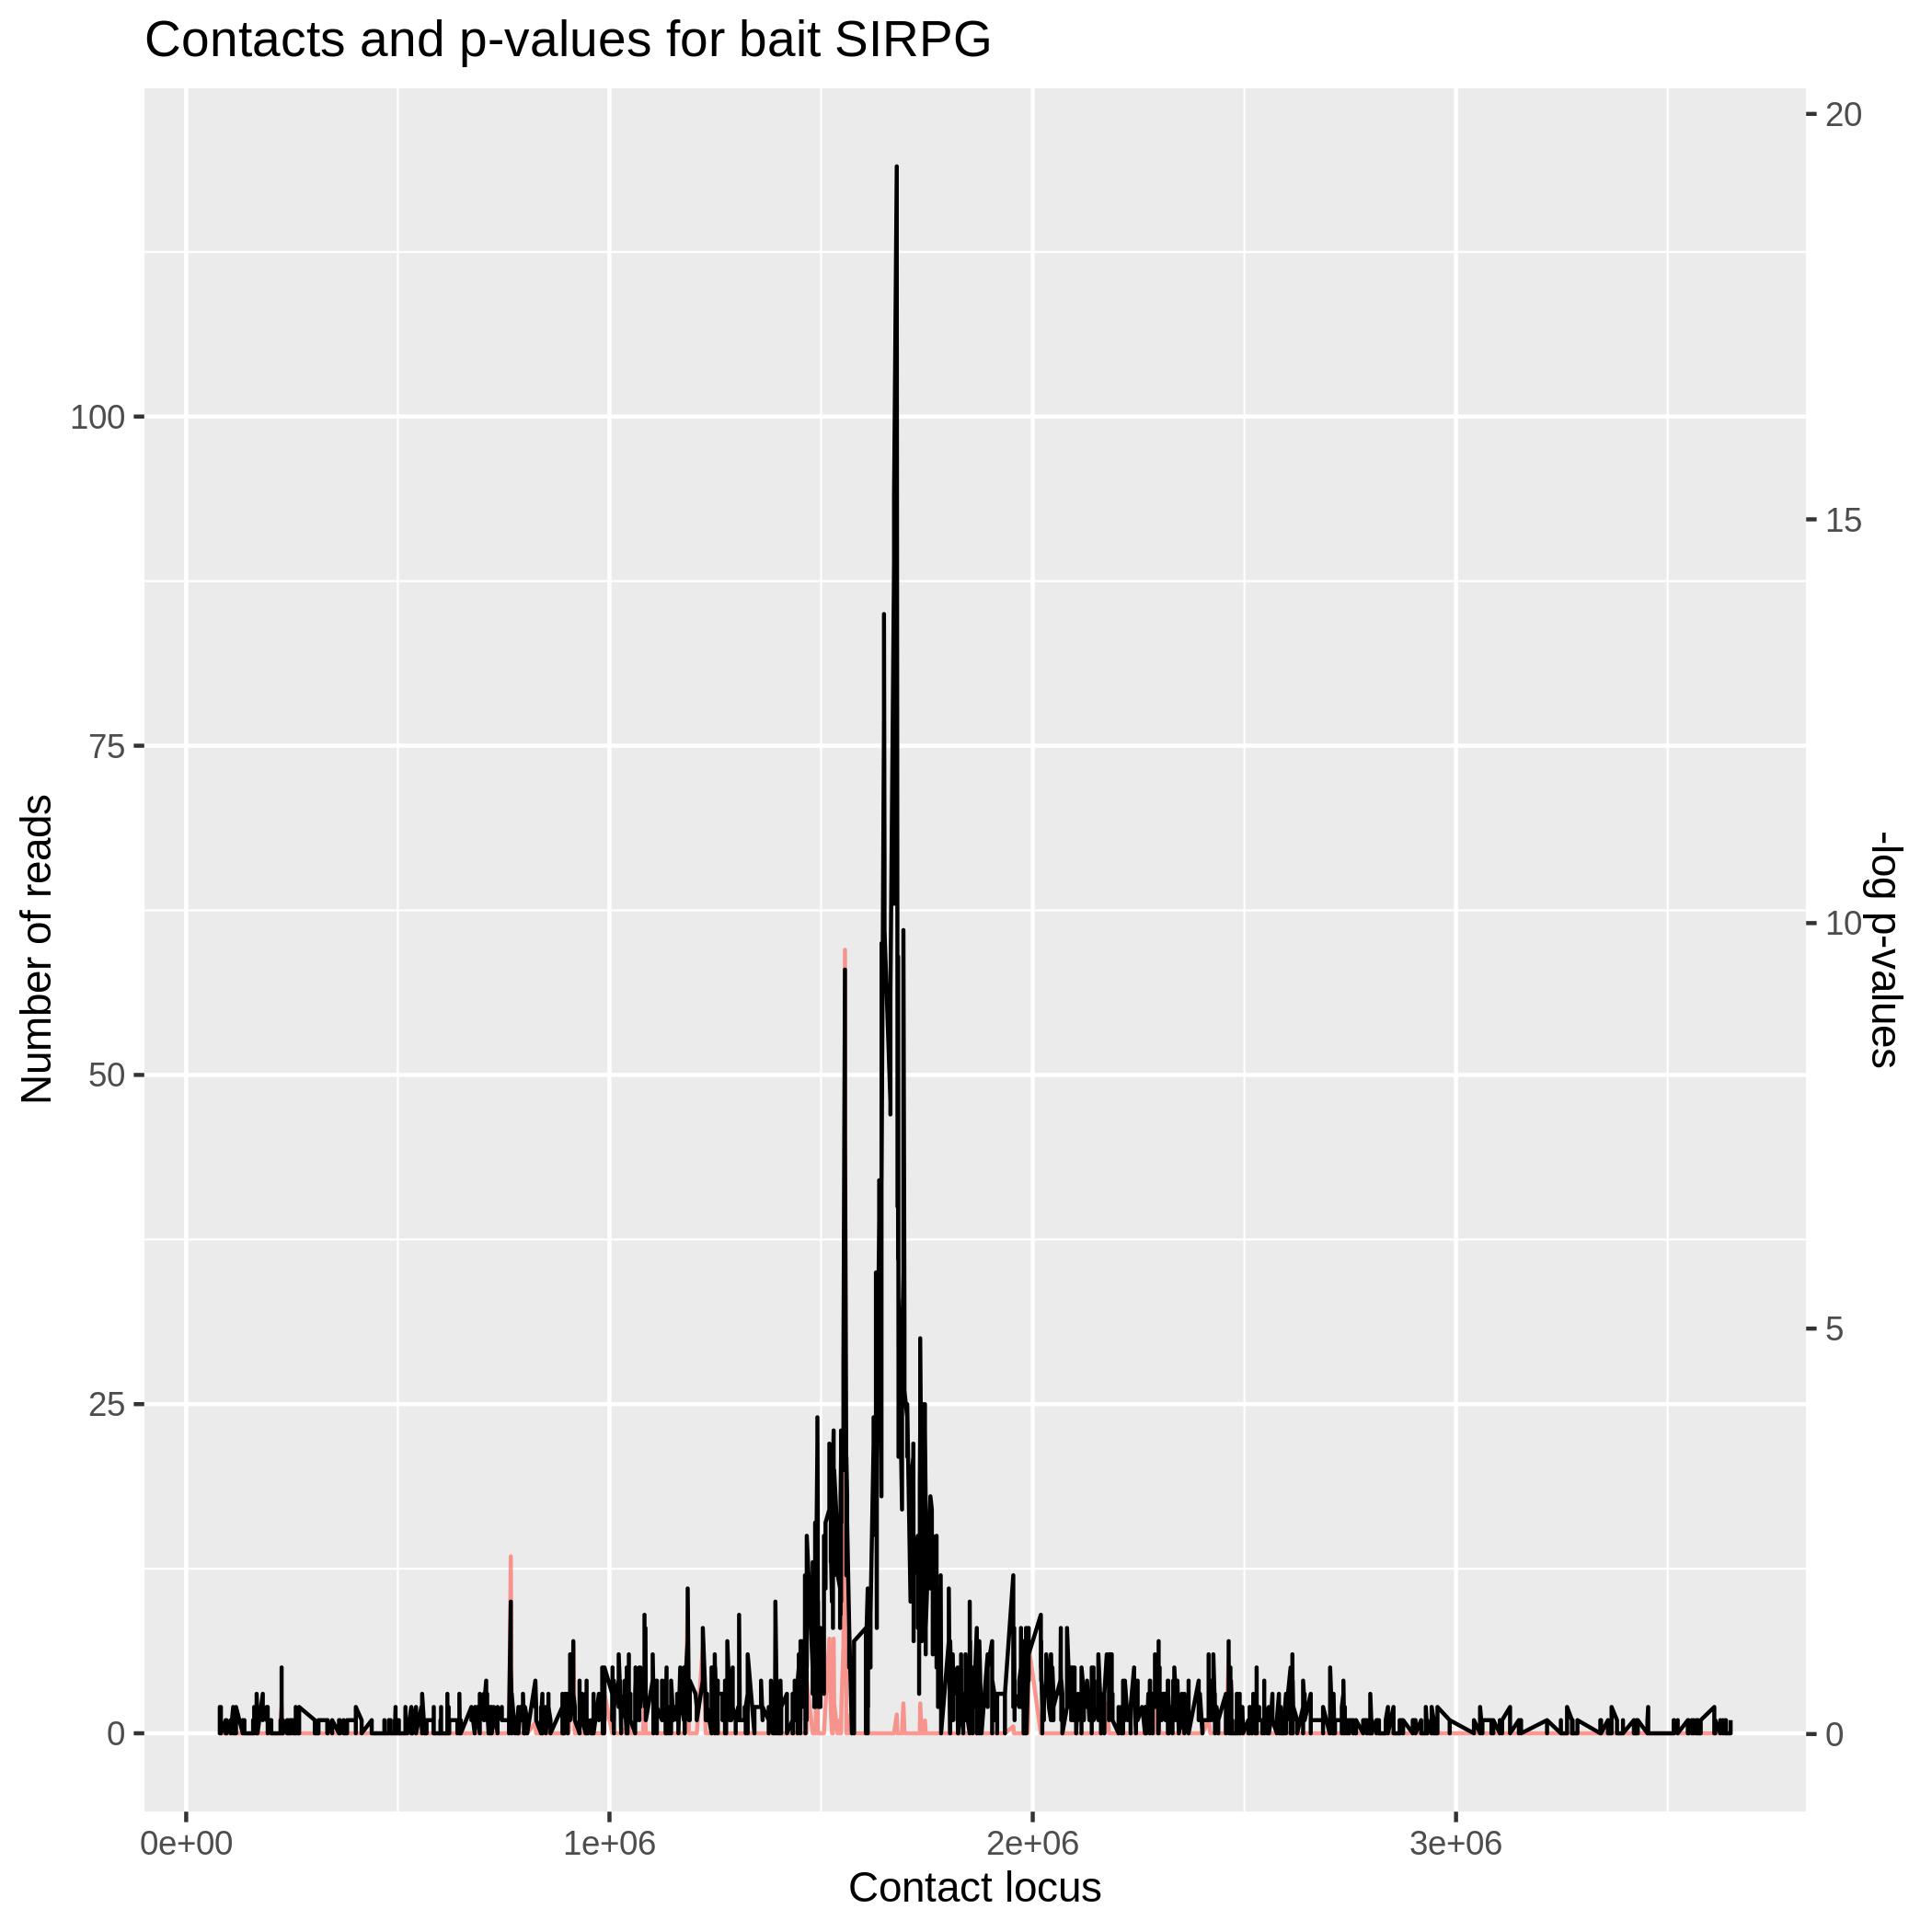 Contacts and p-values for bait SIRPG
Number of reads
100
75
50
25
0
20
15
10
5
0
-log p-values
0e+00
1e+06
2e+06
3e+06
Contact locus